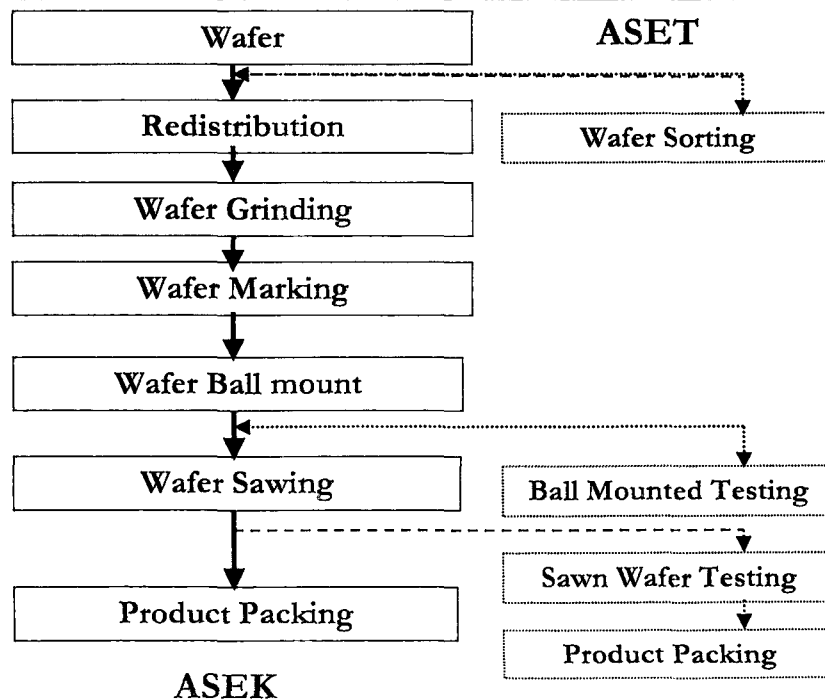 Wafer
ASET
Redistribution
Wafer Sorting
Wafer Grinding
Wafer Marking
Wafer Ball mount
Wafer Sawing
Ball Mounted Testing
Sawn Wafer Testing
Product Packing
Product Packing
ASEK